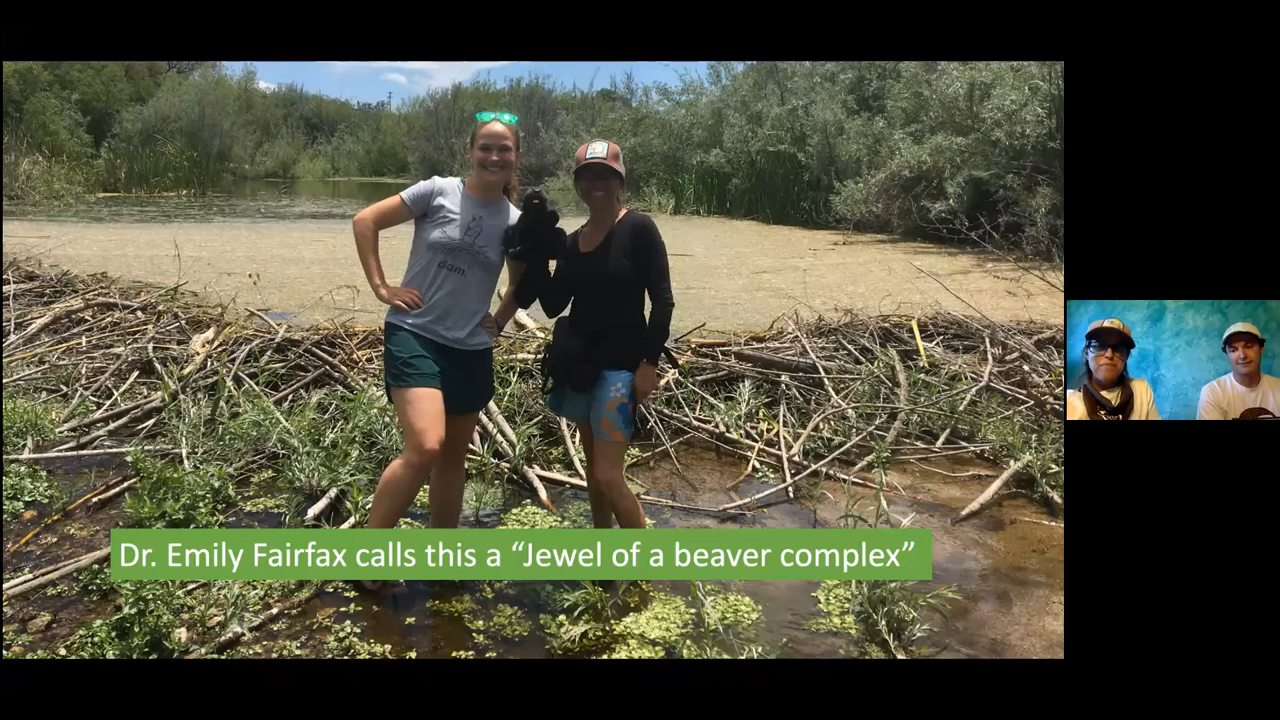 dam.
Dr. Emily Fairfax calls this a “Jewel of a beaver complex”